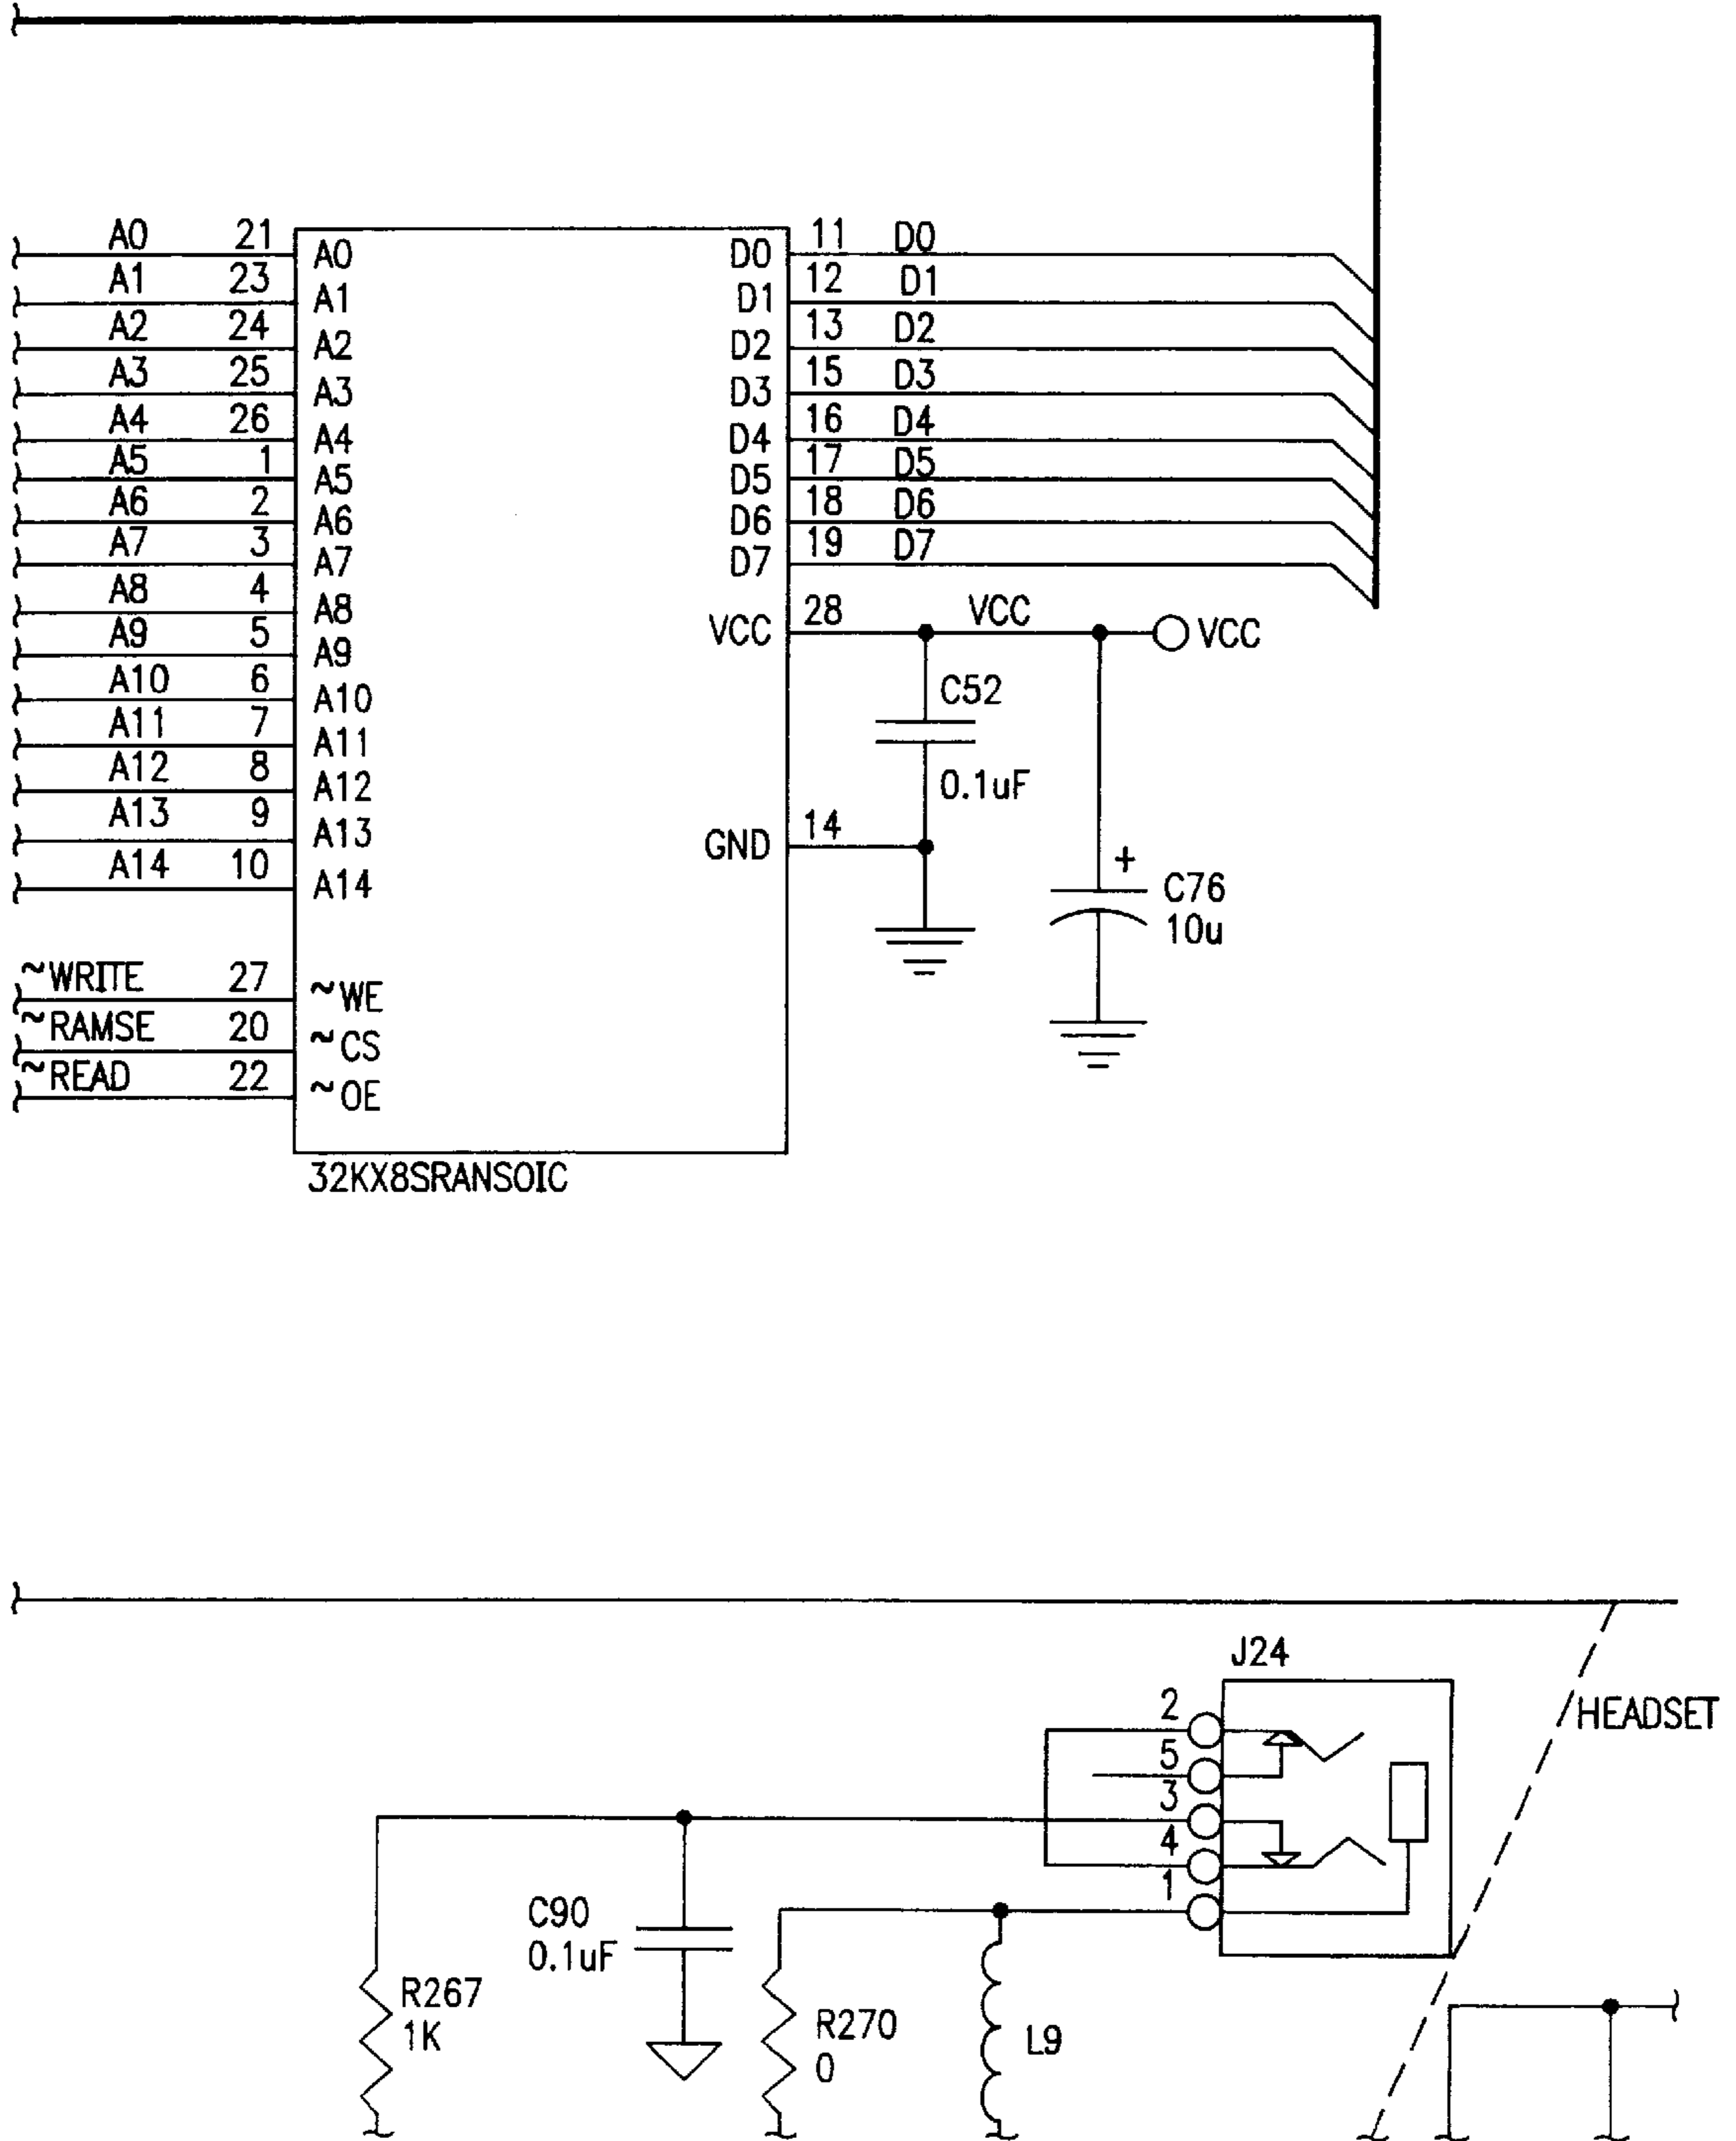 A0 21 A0 D0 11 D0
A1 23 A1 D1 12 D1
A2 24 A2 D2 13 D2
A3 25 A3 D3 15 D3
A4 26 A4 D4 16 D4
A5 1 A5 D5 17 D5
A6 2 A6 D6 18 D6
A7 3 A7 D7 19 D7
A8 4 A8
A9 5 A9 VCC 28 VCC VCC
A10 6 A10 C52
A11 7 A11
A12 8 A12 0.1uF
A13 9 A13 GND 14
A14 10 A14 + C76
10u
~WRITE 27 ~WE
~RAMSE 20 ~CS
~READ 22 ~OE
32KX8SRANSOIC
J24
HEADSET
2
5
3
4
1
C90
0.1uF
R267
1K
R270
0
L9